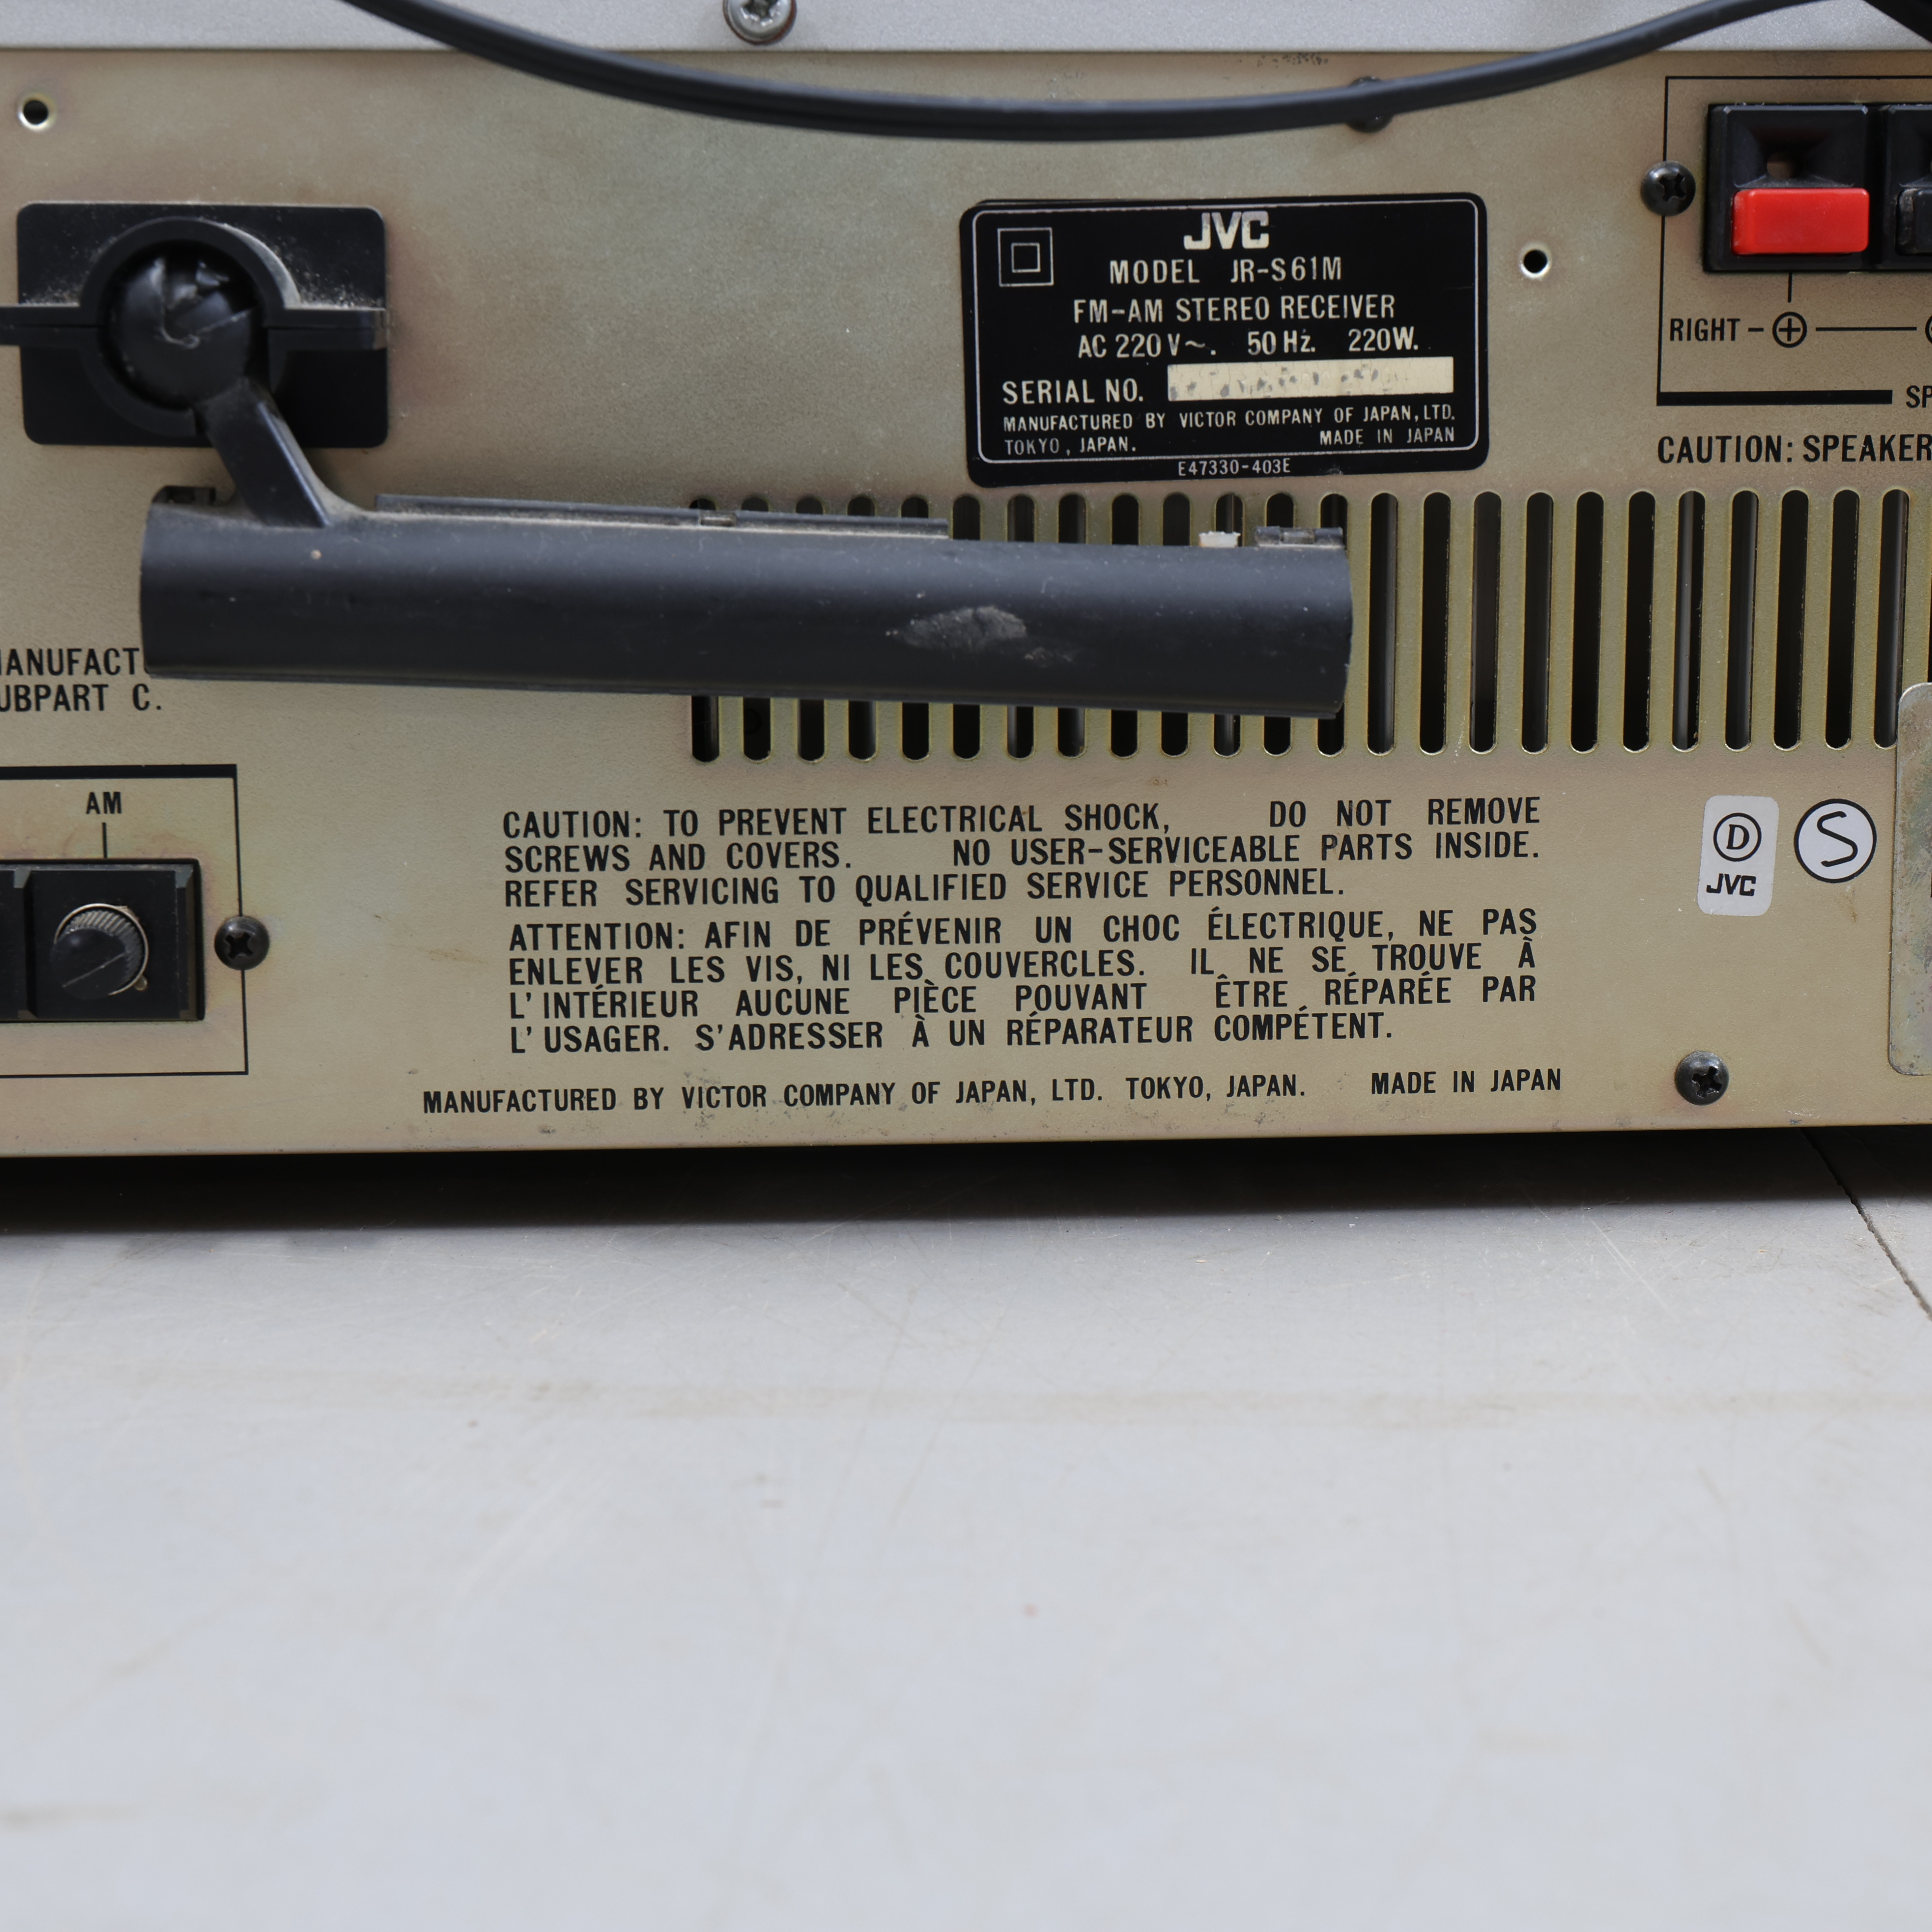 JVC
MODEL JR-S61M
FM-AM STEREO RECEIVER
AC 220V~. 50Hz. 220W.
SERIAL NO.
MANUFACTURED BY VICTOR COMPANY OF JAPAN, LTD.
TOKYO, JAPAN. MADE IN JAPAN
E47330-403E
RIGHT - ⊕
SP
CAUTION: SPEAKER
ANUFACT
UBPART C.
AM
CAUTION: TO PREVENT ELECTRICAL SHOCK, DO NOT REMOVE
SCREWS AND COVERS. NO USER-SERVICEABLE PARTS INSIDE.
REFER SERVICING TO QUALIFIED SERVICE PERSONNEL.
ATTENTION: AFIN DE PRÉVENIR UN CHOC ÉLECTRIQUE, NE PAS
ENLEVER LES VIS, NI LES COUVERCLES. IL NE SE TROUVE À
L'INTÉRIEUR AUCUNE PIÈCE POUVANT ÊTRE RÉPARÉE PAR
L'USAGER. S'ADRESSER À UN RÉPARATEUR COMPÉTENT.
MANUFACTURED BY VICTOR COMPANY OF JAPAN, LTD. TOKYO, JAPAN. MADE IN JAPAN
D
JVC
S